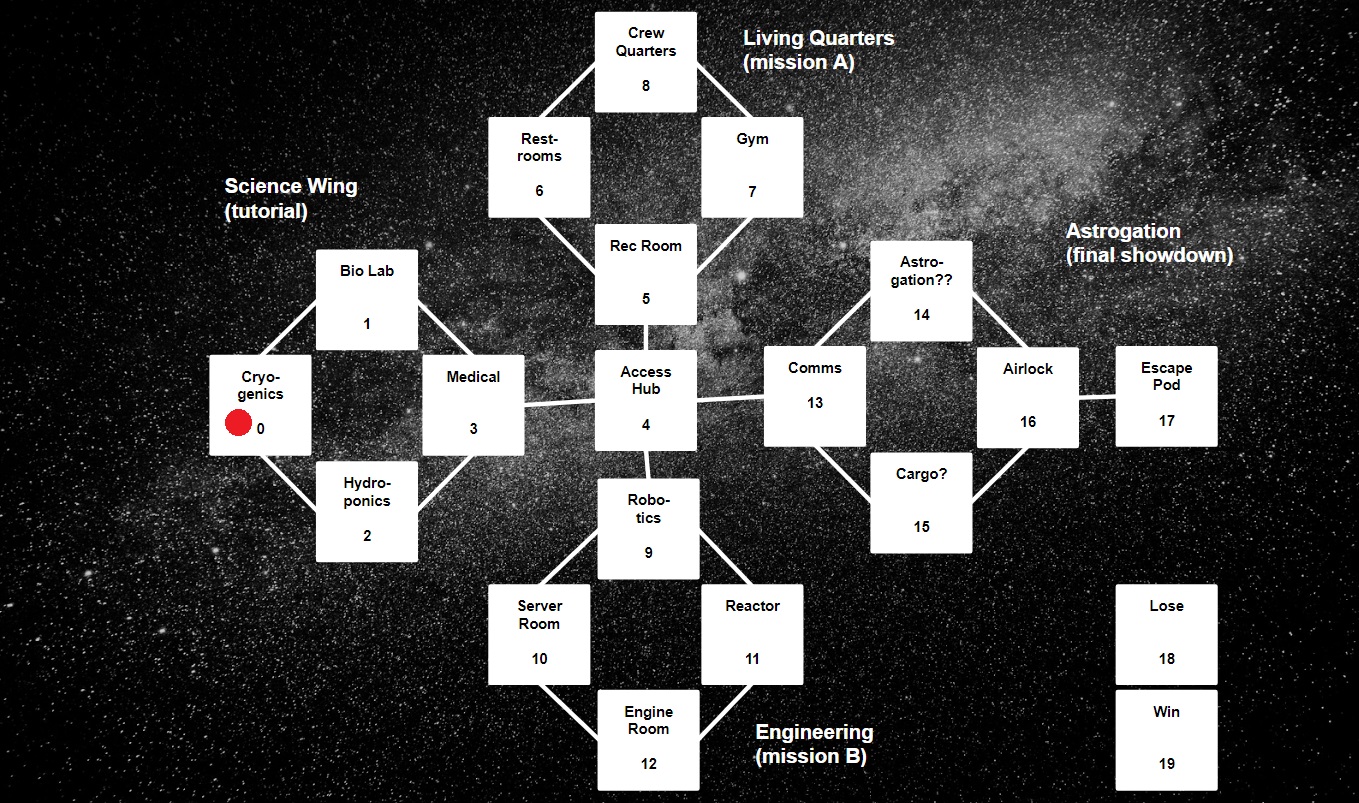 Crew
Quarters
8
Living Quarters
(mission A)
Rest-
rooms
6
Gym
7
Science Wing
(tutorial)
Rec Room
5
Astrogation
(final showdown)
Bio Lab
1
Astro-
gation??
14
Cryo-
genics
0
Medical
3
Access
Hub
4
Comms
13
Airlock
16
Escape
Pod
17
Hydro-
ponics
2
Cargo?
15
Robo-
tics
9
Server
Room
10
Reactor
11
Lose
18
Engine
Room
12
Engineering
(mission B)
Win
19